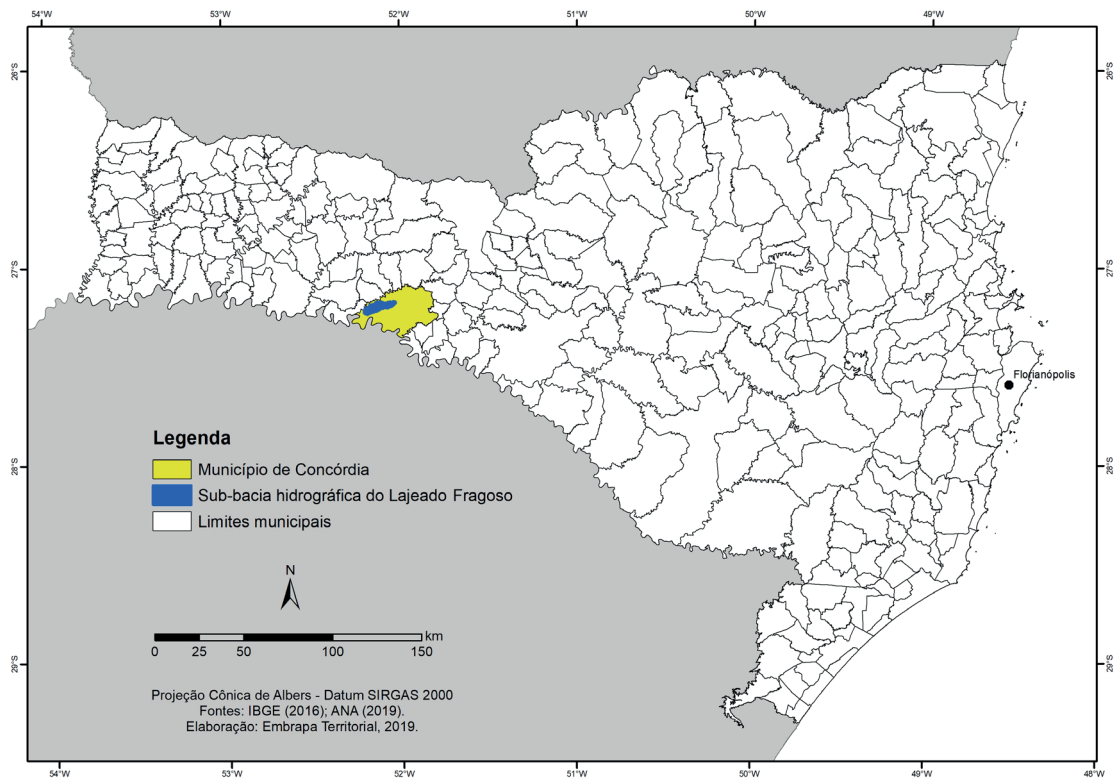 54°W 53°W 52°W 51°W 50°W 49°W
26°S 26°S
27°S 27°S
Florianópolis
Legenda
Município de Concórdia
28°S 28°S
Sub-bacia hidrográfica do Lajeado Fragoso
Limites municipais
N
km
0 25 50 100 150
29°S 29°S
Projeção Cônica de Albers - Datum SIRGAS 2000
Fontes: IBGE (2016); ANA (2019).
Elaboração: Embrapa Territorial, 2019.
54°W 53°W 52°W 51°W 50°W 49°W 48°W